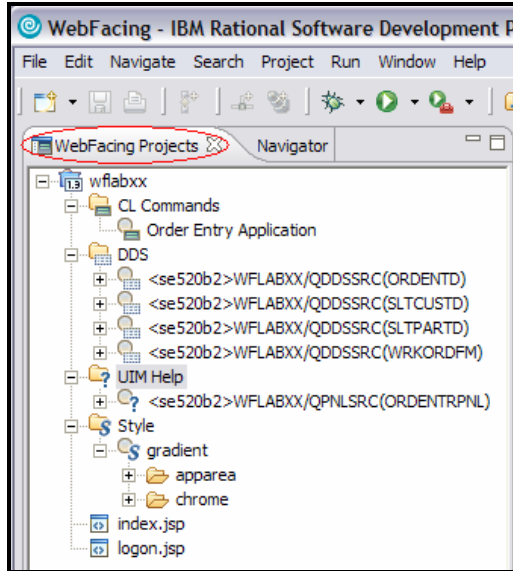 WebFacing - IBM Rational Software Development P
File Edit Navigate Search Project Run Window Help
WebFacing Projects Navigator
1.3 wflabxx
CL Commands
Order Entry Application
DDS
<se520b2>WFLABXX/QDDSSRC(ORDENTD)
<se520b2>WFLABXX/QDDSSRC(SLTCUSTD)
<se520b2>WFLABXX/QDDSSRC(SLTPARTD)
<se520b2>WFLABXX/QDDSSRC(WRKORDFM)
UIM Help
<se520b2>WFLABXX/QPNLSRC(ORDENTRPNL)
Style
gradient
apparea
chrome
index.jsp
logon.jsp